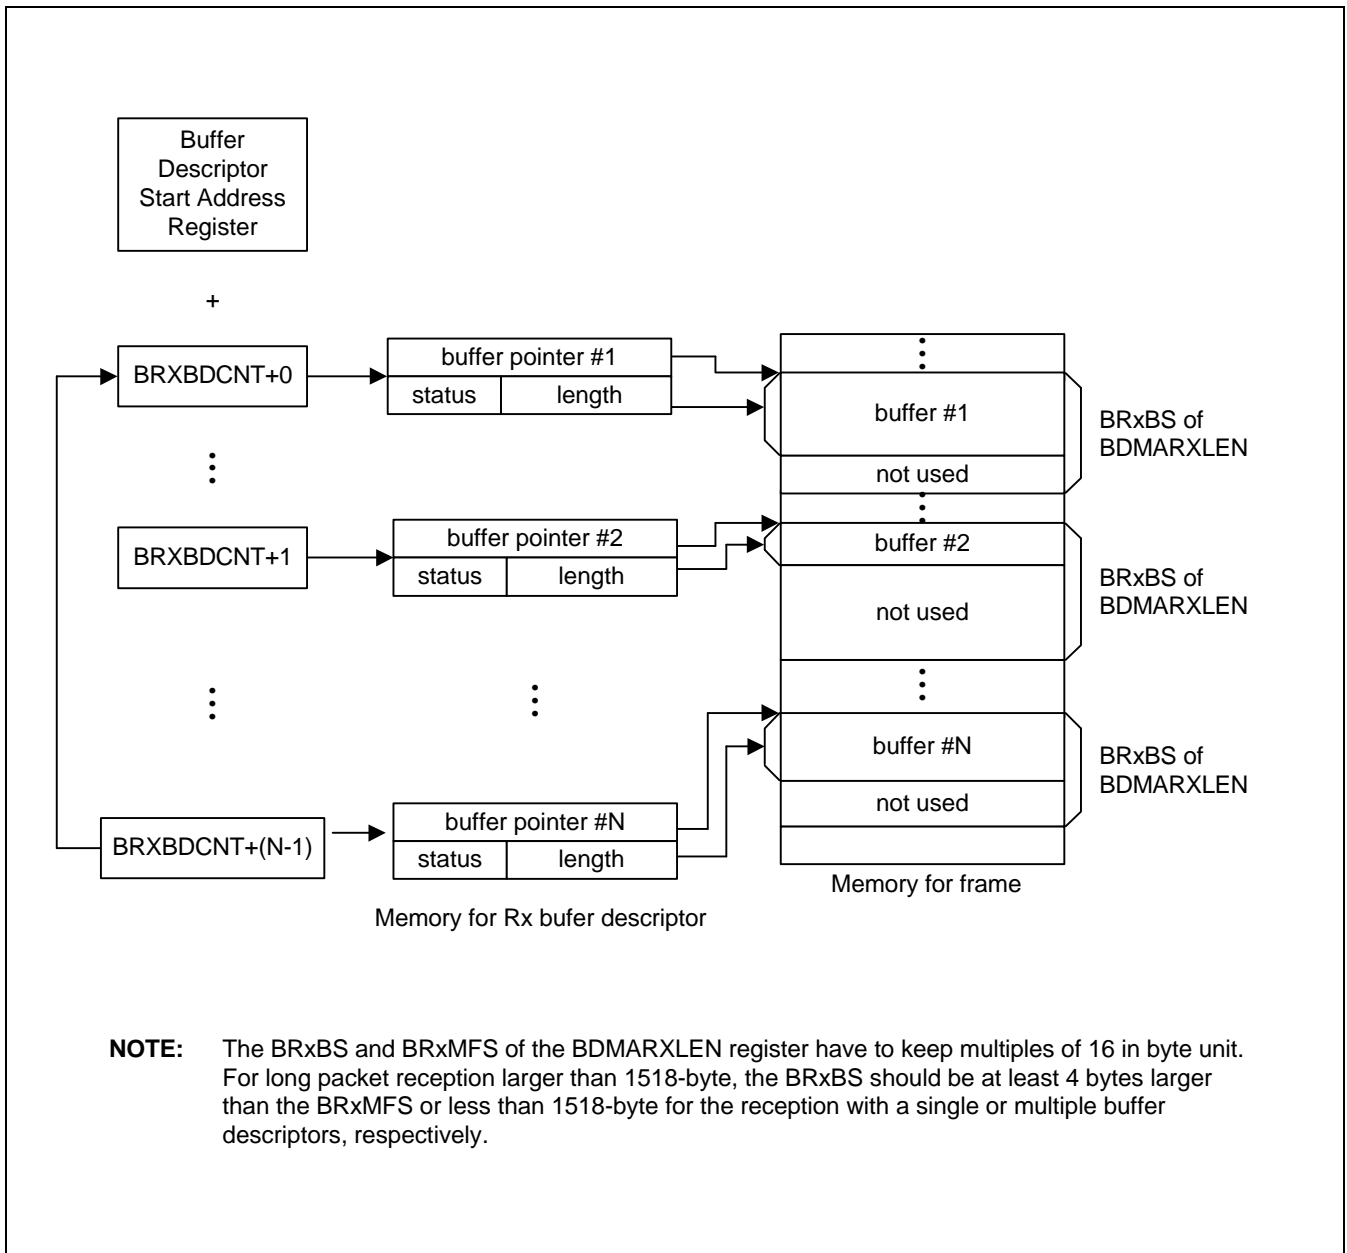 Buffer
Descriptor
Start Address
Register
+
BRXBDCNT+0
buffer pointer #1
status length
buffer #1
not used
BRxBS of
BDMARXLEN
BRXBDCNT+1
buffer pointer #2
status length
buffer #2
not used
BRxBS of
BDMARXLEN
BRXBDCNT+(N-1)
buffer pointer #N
status length
buffer #N
not used
BRxBS of
BDMARXLEN
Memory for frame
Memory for Rx bufer descriptor
NOTE: The BRxBS and BRxMFS of the BDMARXLEN register have to keep multiples of 16 in byte unit.
For long packet reception larger than 1518-byte, the BRxBS should be at least 4 bytes larger
than the BRxMFS or less than 1518-byte for the reception with a single or multiple buffer
descriptors, respectively.